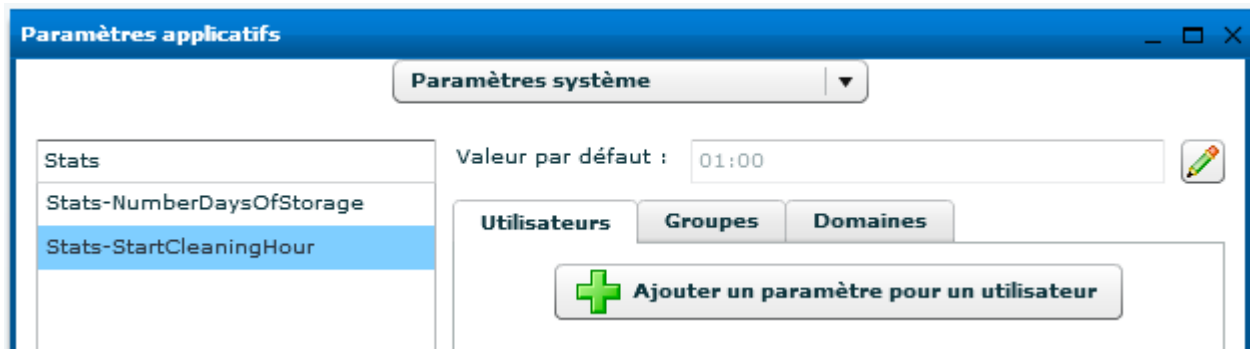 Paramètres applicatifs
Paramètres système
Stats
Stats-NumberDaysOfStorage
Stats-StartCleaningHour
Valeur par défaut :
01:00
Utilisateurs
Groupes
Domaines
Ajouter un paramètre pour un utilisateur